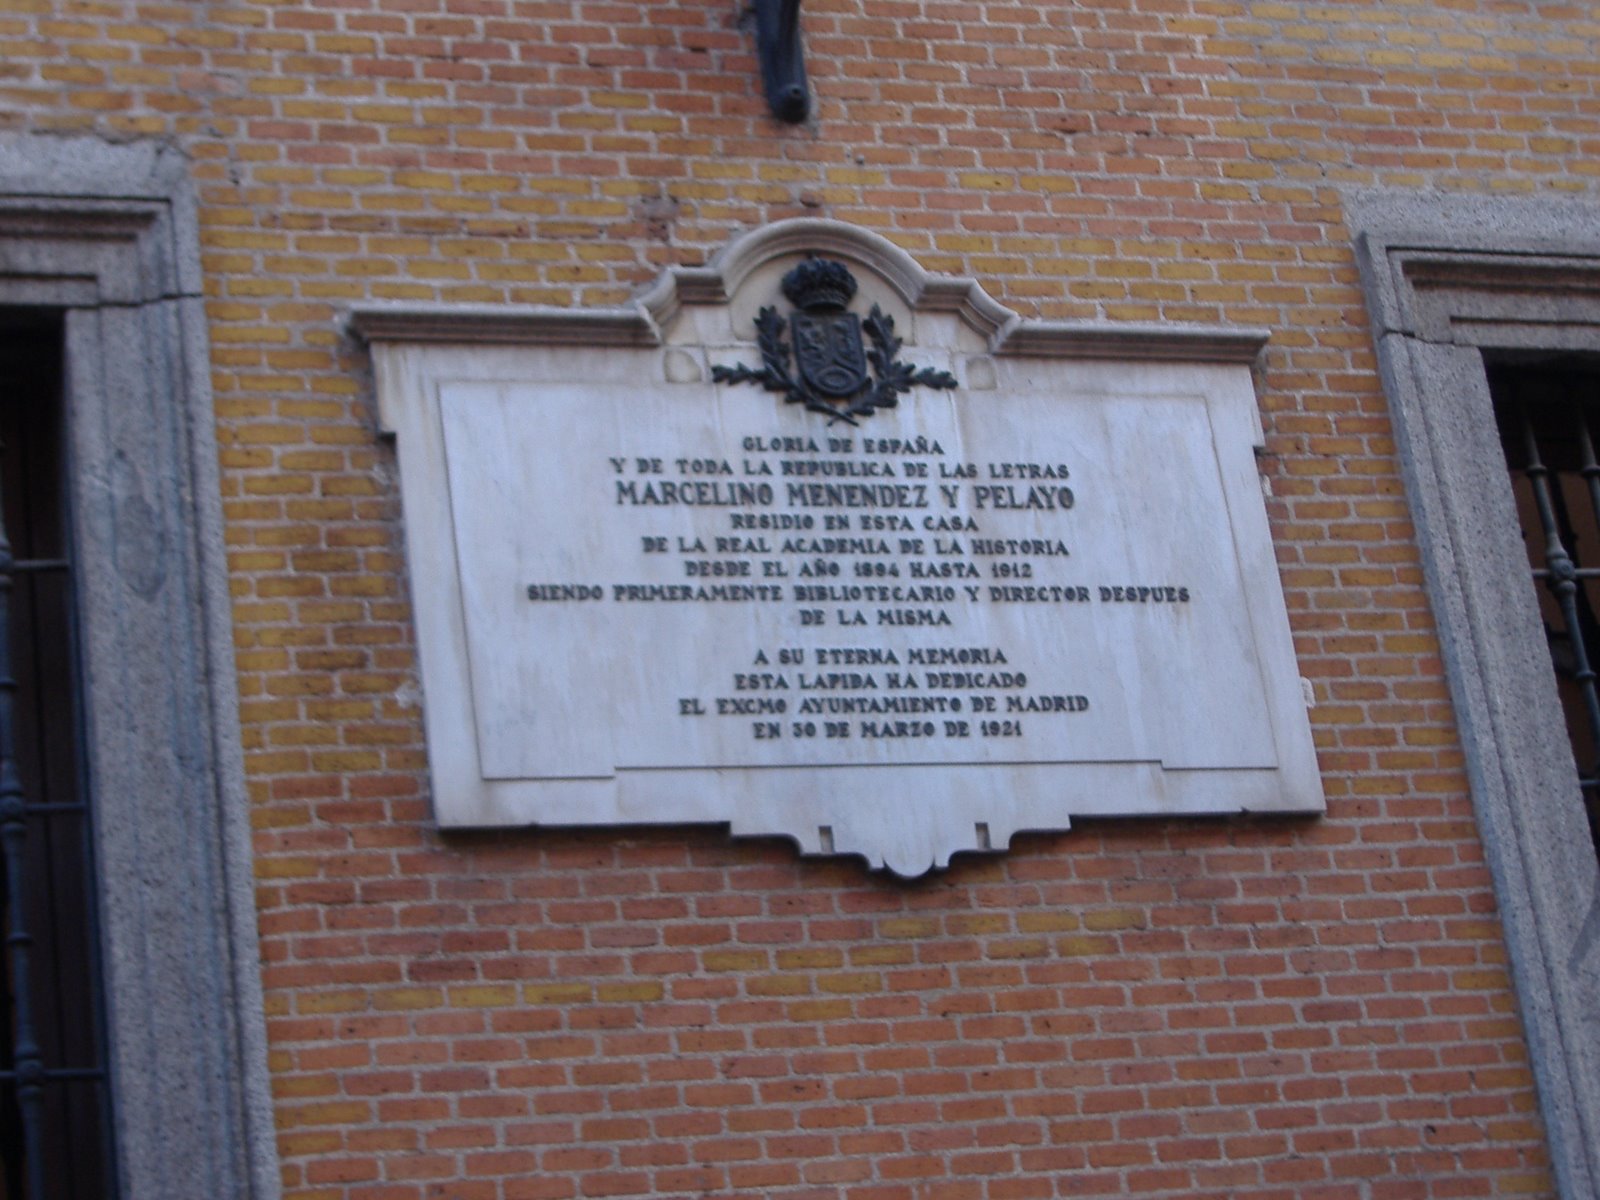 GLORIA DE ESPAÑA
Y DE TODA LA REPUBLICA DE LAS LETRAS
MARCELINO MENENDEZ Y PELAYO
RESIDIO EN ESTA CASA
DE LA REAL ACADEMIA DE LA HISTORIA
DESDE EL AÑO 1894 HASTA 1912
SIENDO PRIMERAMENTE BIBLIOTECARIO Y DIRECTOR DESPUES
DE LA MISMA
A SU ETERNA MEMORIA
ESTA LAPIDA HA DEDICADO
EL EXCMO AYUNTAMIENTO DE MADRID
EN 30 DE MARZO DE 1921